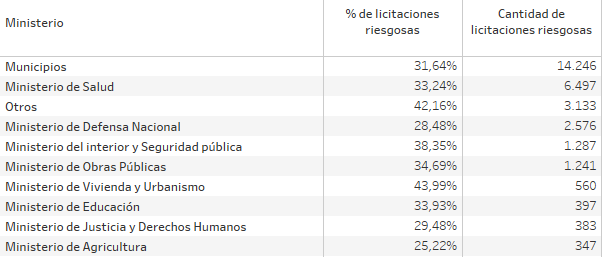 Ministerio % de licitaciones riesgosas Cantidad de licitaciones riesgosas
Municipios 31,64% 14.246
Ministerio de Salud 33,24% 6.497
Otros 42,16% 3.133
Ministerio de Defensa Nacional 28,48% 2.576
Ministerio del interior y Seguridad pública 38,35% 1.287
Ministerio de Obras Públicas 34,69% 1.241
Ministerio de Vivienda y Urbanismo 43,99% 560
Ministerio de Educación 33,93% 397
Ministerio de Justicia y Derechos Humanos 29,48% 383
Ministerio de Agricultura 25,22% 347